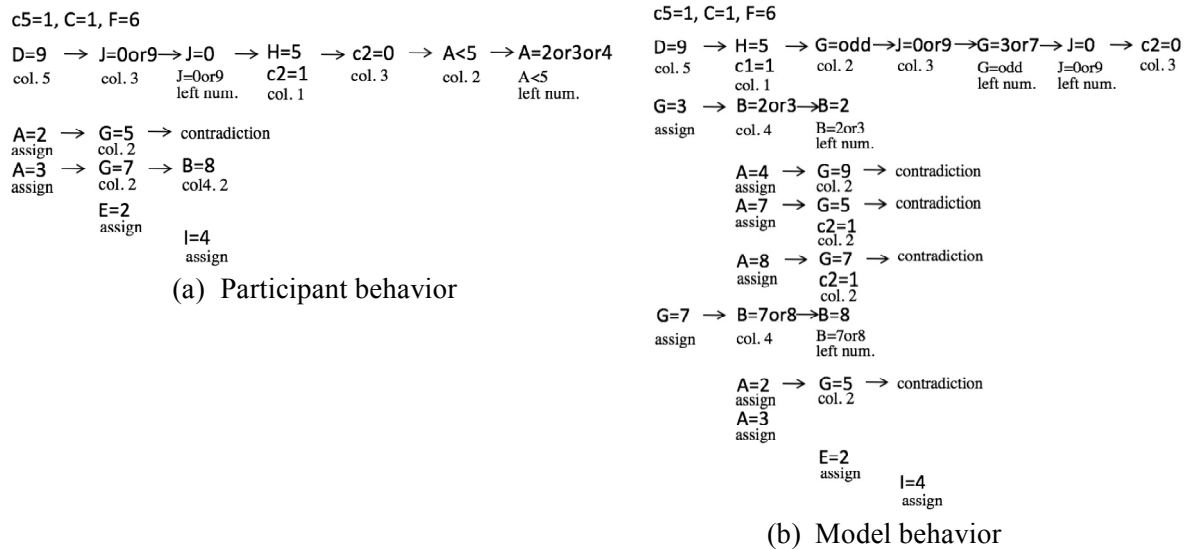 c5=1, C=1, F=6
D=9 → J=0or9→J=0 → H=5 → c2=0 → A<5 → A=2or3or4
col. 5 col. 3 J=0or9 left num. c2=1 col. 1 col. 3 col. 2 A<5 left num.
A=2 → G=5 → contradiction
assign col. 2
A=3 → G=7 → B=8
assign col. 2 col4. 2
E=2
assign
I=4
assign
(a) Participant behavior
c5=1, C=1, F=6
D=9 → H=5 → G=odd→J=0or9→G=3or7→J=0 → c2=0
col. 5 c1=1 col. 1 col. 2 col. 3 G=odd left num. J=0or9 left num. col. 3
G=3 → B=2or3→B=2
assign col. 4 B=2or3
left num.
A=4 → G=9 → contradiction
assign col. 2
A=7 → G=5 → contradiction
assign c2=1
col. 2
A=8 → G=7 → contradiction
assign c2=1
col. 2
G=7 → B=7or8→B=8
assign col. 4 B=7or8
left num.
A=2 → G=5 → contradiction
assign col. 2
A=3
assign
E=2
assign
I=4
assign
(b) Model behavior